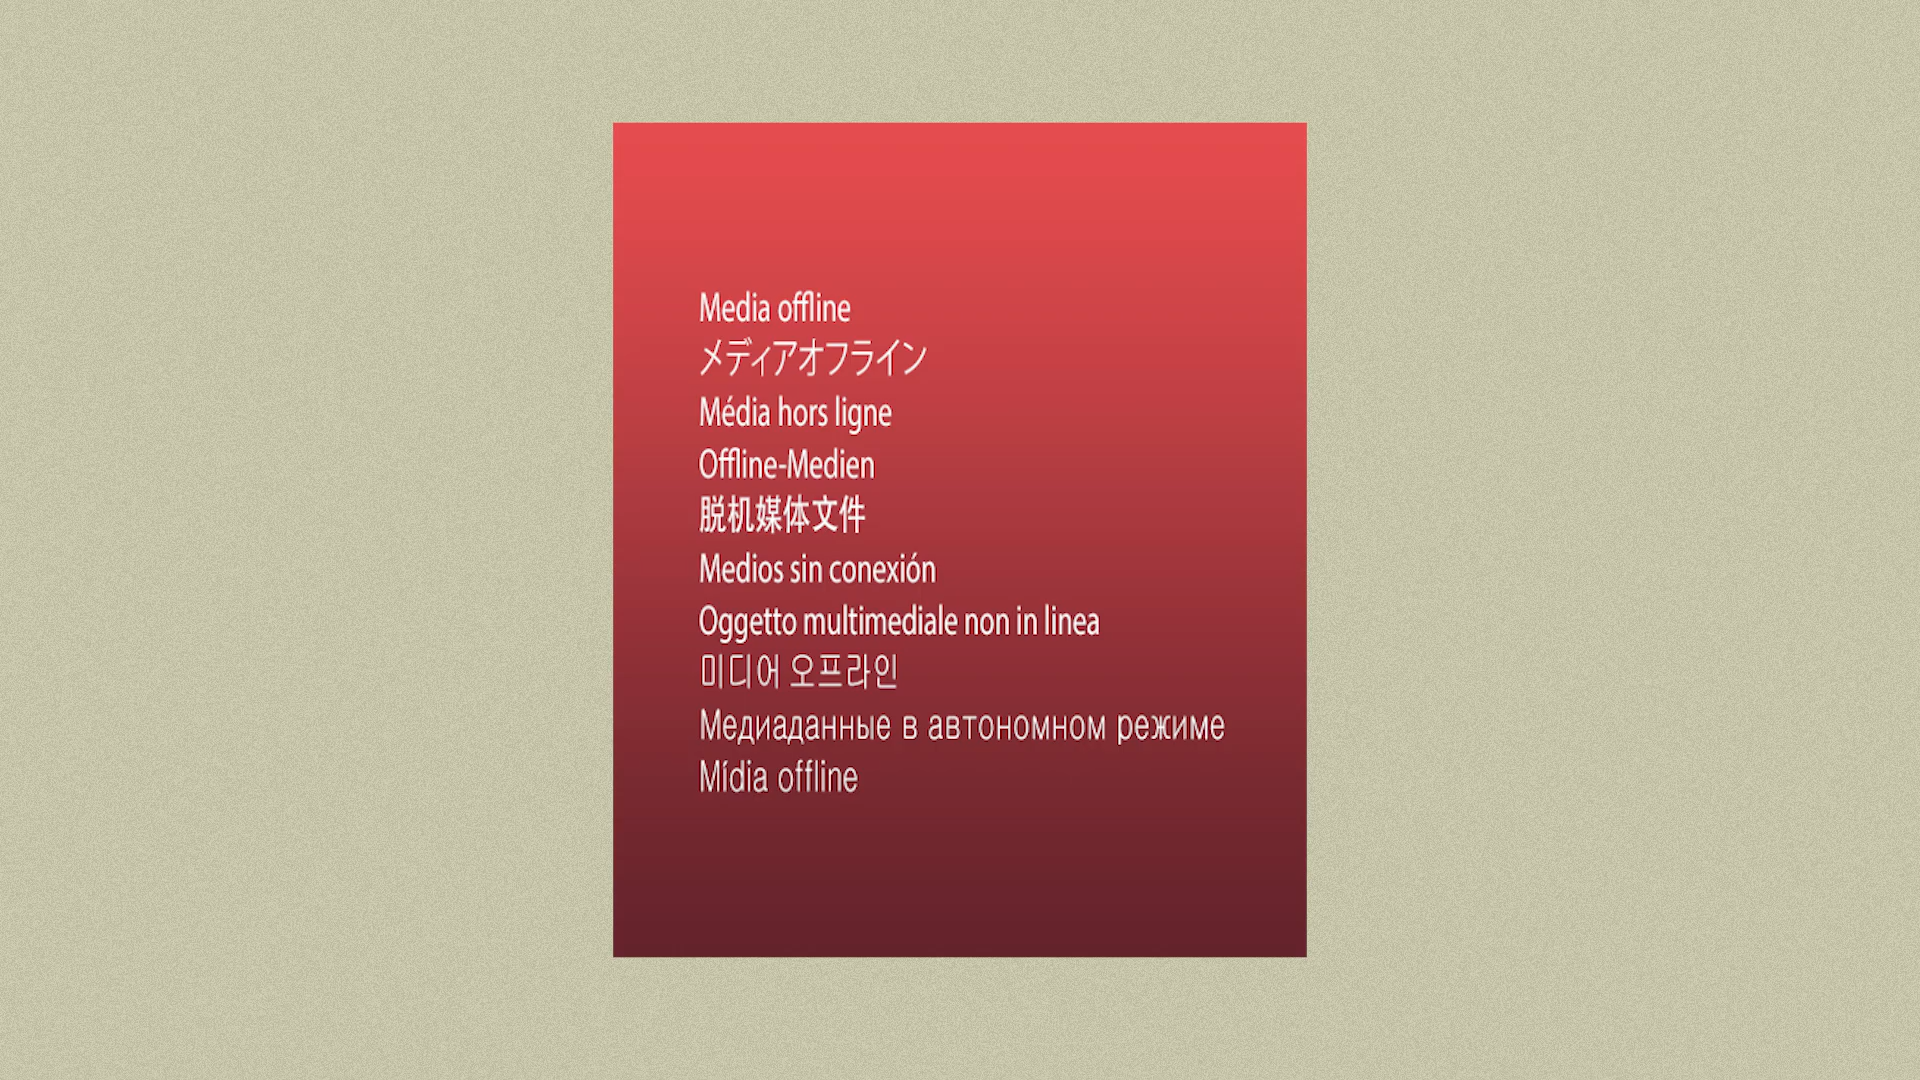 Media offline
メディアオフライン
Média hors ligne
Offline-Medien
脱机媒体文件
Medios sin conexión
Oggetto multimediale non in linea
미디어 오프라인
Медиаданные в автономном режиме
Mídia offline